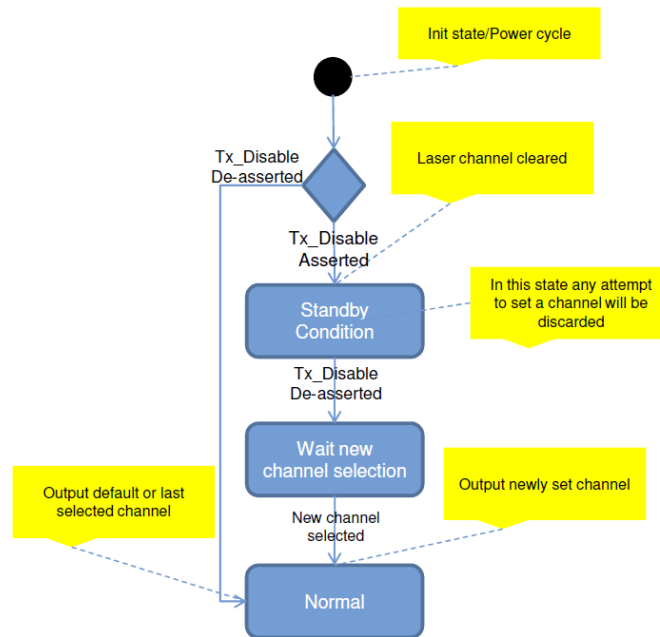 Init state/Power cycle
Tx_Disable
De-asserted
Laser channel cleared
Tx_Disable
Asserted
In this state any attempt
to set a channel will be
discarded
Standby
Condition
Tx_Disable
De-asserted
Wait new
channel selection
Output default or last
selected channel
Output newly set channel
New channel
selected
Normal